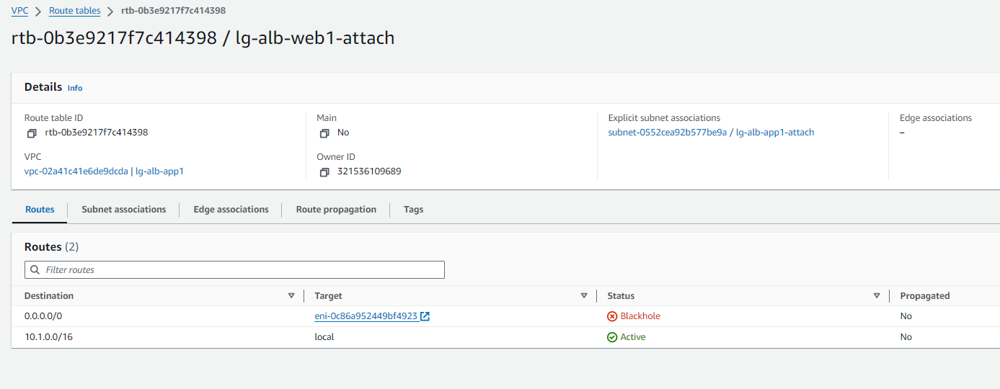 VPC > Route tables > rtb-0b3e9217f7c414398
rtb-0b3e9217f7c414398 / lg-alb-web1-attach
Details Info
Route table ID Main Explicit subnet associations Edge associations
rtb-0b3e9217f7c414398 No subnet-0552cea92b577be9a / lg-alb-app1-attach –
VPC Owner ID
vpc-02a41c41e6de9dcda | lg-alb-app1 321536109689
Routes Subnet associations Edge associations Route propagation Tags
Routes (2)
Filter routes
Destination Target Status Propagated
0.0.0.0/0 eni-0c86a952449bf4923 Blackhole No
10.1.0.0/16 local Active No